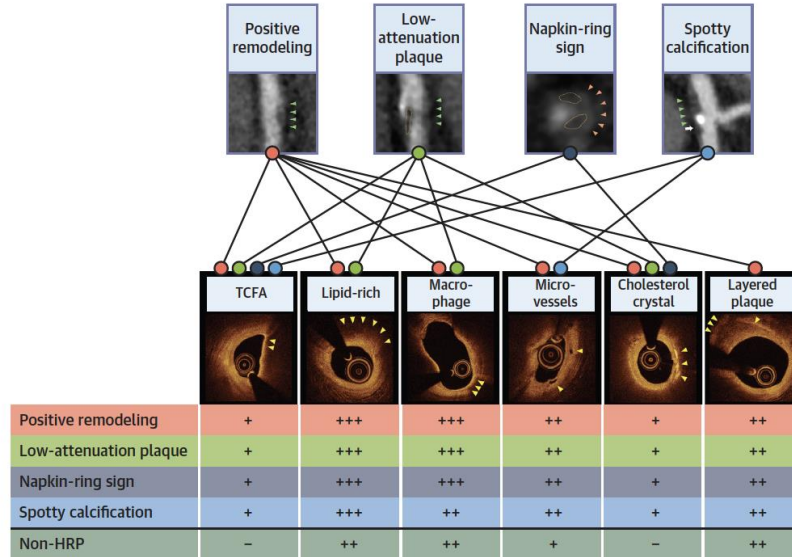 Positive
remodeling
Low-
attenuation
plaque
Napkin-ring
sign
Spotty
calcification
TCFA
Lipid-rich
Macro-
phage
Micro-
vessels
Cholesterol
crystal
Layered
plaque
Positive remodeling + +++ +++ ++ + ++
Low-attenuation plaque + +++ +++ ++ + ++
Napkin-ring sign + +++ +++ ++ + ++
Spotty calcification + +++ ++ ++ + ++
Non-HRP – ++ ++ + – ++